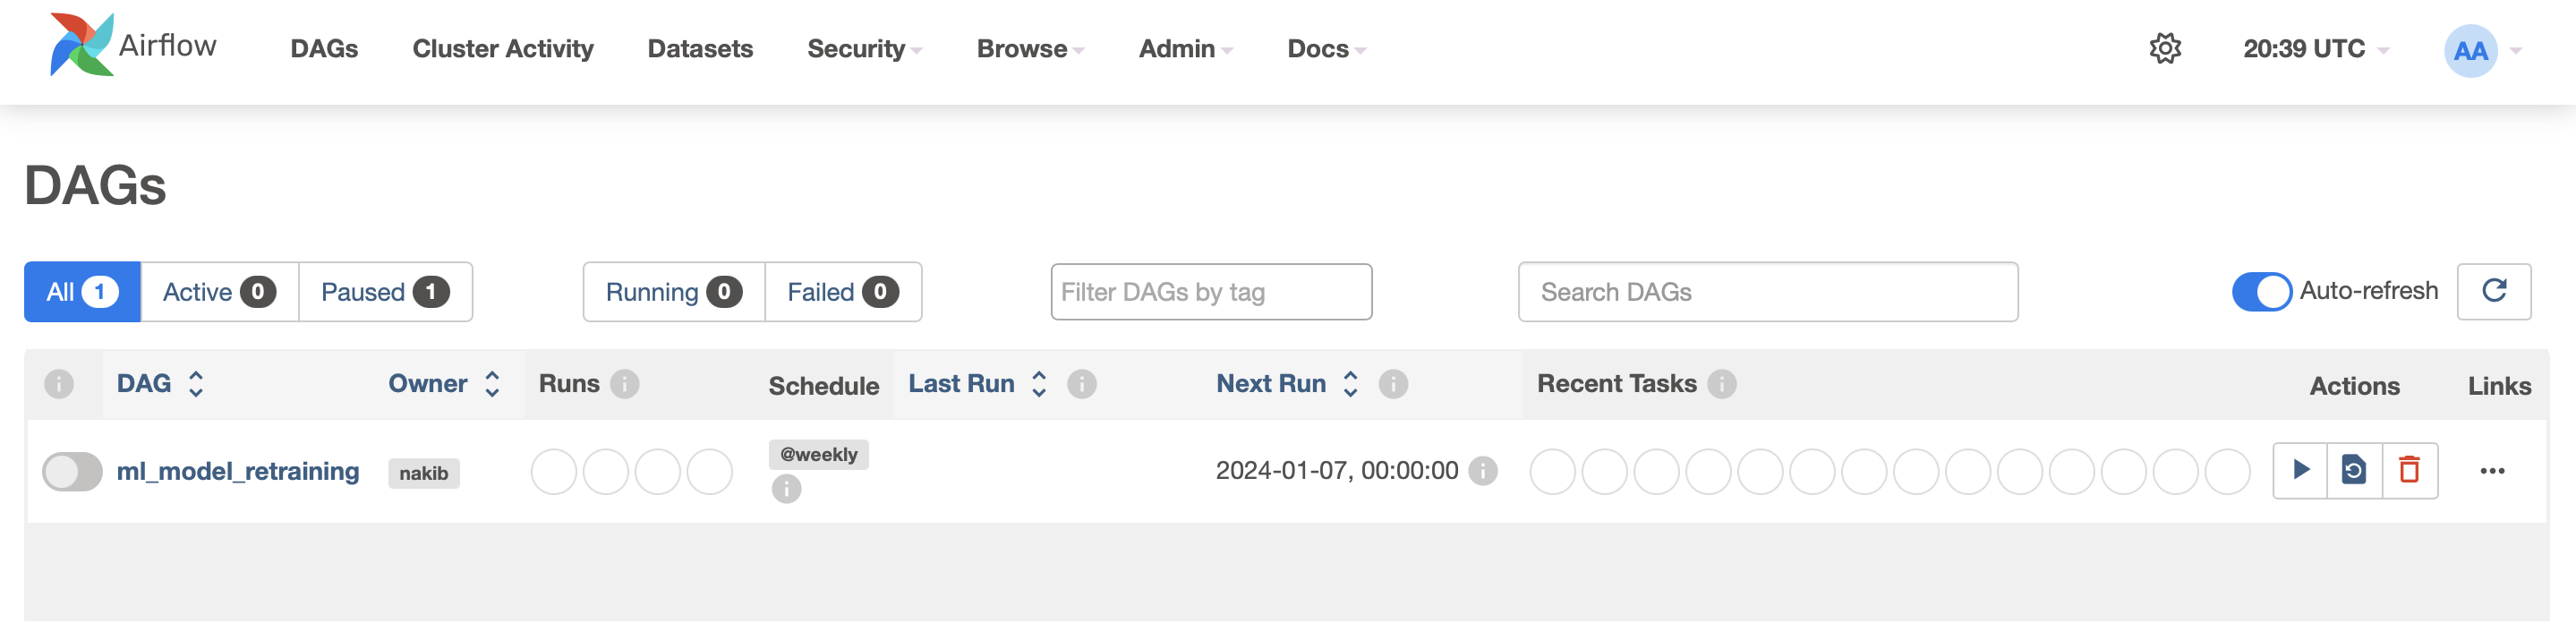 Airflow DAGs Cluster Activity Datasets Security Browse Admin Docs 20:39 UTC AA
DAGs
All 1 Active 0 Paused 1 Running 0 Failed 0 Filter DAGs by tag Search DAGs Auto-refresh
DAG Owner Runs Schedule Last Run Next Run Recent Tasks Actions Links
ml_model_retraining nakib @weekly 2024-01-07, 00:00:00